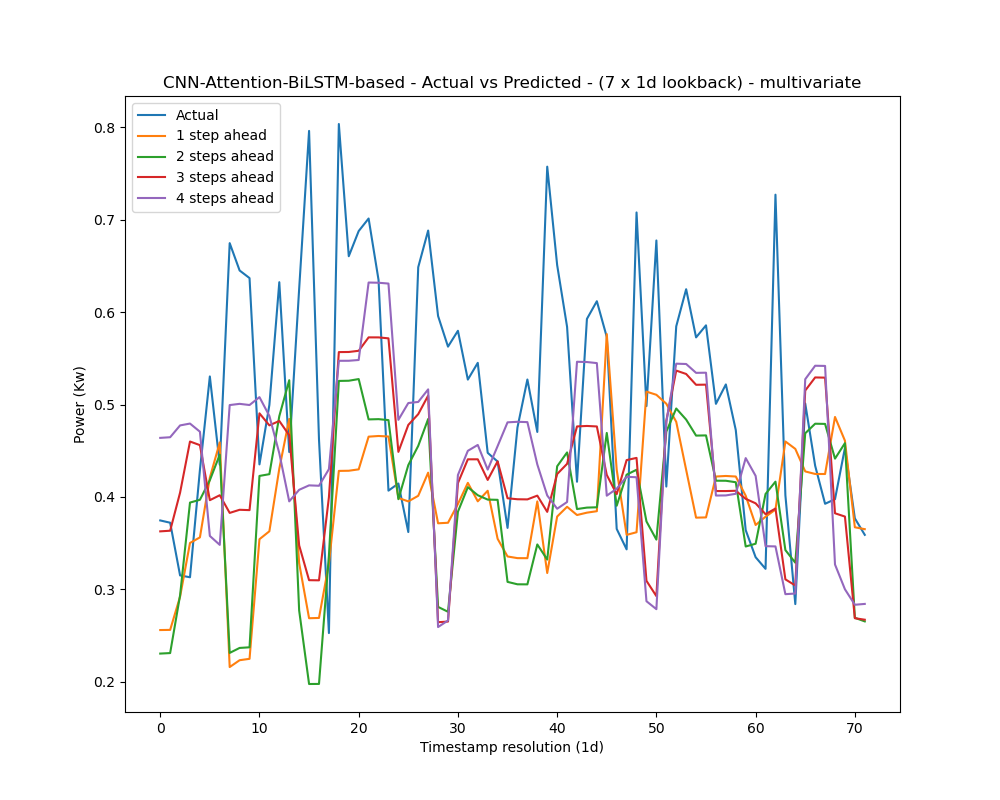 CNN-Attention-BiLSTM-based - Actual vs Predicted - (7 x 1d lookback) - multivariate
Actual
1 step ahead
2 steps ahead
3 steps ahead
4 steps ahead
0.8
0.7
0.6
0.5
0.4
0.3
0.2
Power (Kw)
0 10 20 30 40 50 60 70
Timestamp resolution (1d)